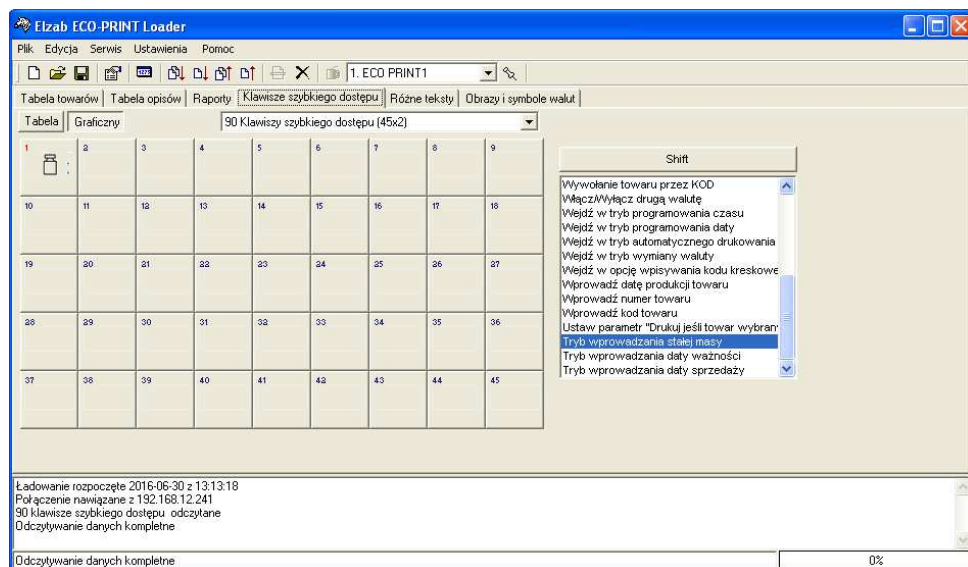 Elzab ECO-PRINT Loader
Plik Edycja Serwis Ustawienia Pomoc
1. ECO PRINT1
Tabela towarów Tabela opisów Raporty Klawisze szybkiego dostępu Różne teksty Obrazy i symbole walut
Tabela Graficzny 90 Klawiszy szybkiego dostępu (45x2)
1 2 3 4 5 6 7 8 9
10 11 12 13 14 15 16 17 18
19 20 21 22 23 24 25 26 27
28 29 30 31 32 33 34 35 36
37 38 39 40 41 42 43 44 45
Shift
Wywołanie towaru przez KOD
Włącz/Wyłącz drugą walutę
Wejdź w tryb programowania czasu
Wejdź w tryb programowania daty
Wejdź w tryb automatycznego drukowania
Wejdź w tryb wymiany waluty
Wejdź w opcję wpisywania kodu kreskowe
Wprowadź datę produkcji towaru
Wprowadź numer towaru
Wprowadź kod towaru
Ustaw parametr "Drukuj jeśli towar wybran
Tryb wprowadzania stałej masy
Tryb wprowadzania daty ważności
Tryb wprowadzania daty sprzedaży
Ładowanie rozpoczęte 2016-06-30 z 13:13:18
Połączenie nawiązane z 192.168.12.241
90 klawisze szybkiego dostępu odczytane
Odczytywanie danych kompletne
Odczytywanie danych kompletne 0%